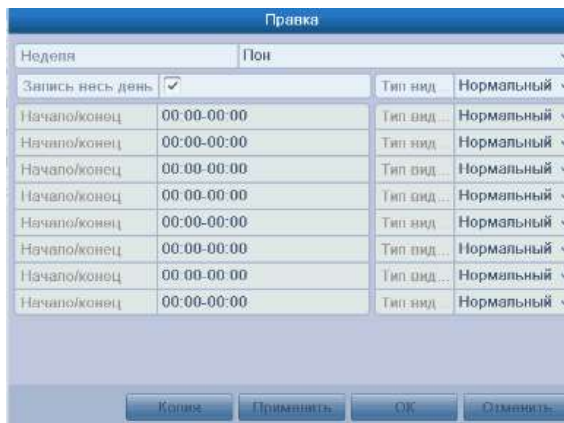 Правка
Неделя Пон
Запись весь день Тип вид Нормальный
Начало/конец 00:00-00:00 Тип вид... Нормальный
Начало/конец 00:00-00:00 Тип вид... Нормальный
Начало/конец 00:00-00:00 Тип вид... Нормальный
Начало/конец 00:00-00:00 Тип вид... Нормальный
Начало/конец 00:00-00:00 Тип вид... Нормальный
Начало/конец 00:00-00:00 Тип вид... Нормальный
Начало/конец 00:00-00:00 Тип вид... Нормальный
Начало/конец 00:00-00:00 Тип вид Нормальный
Копия Применить ОК Отменить